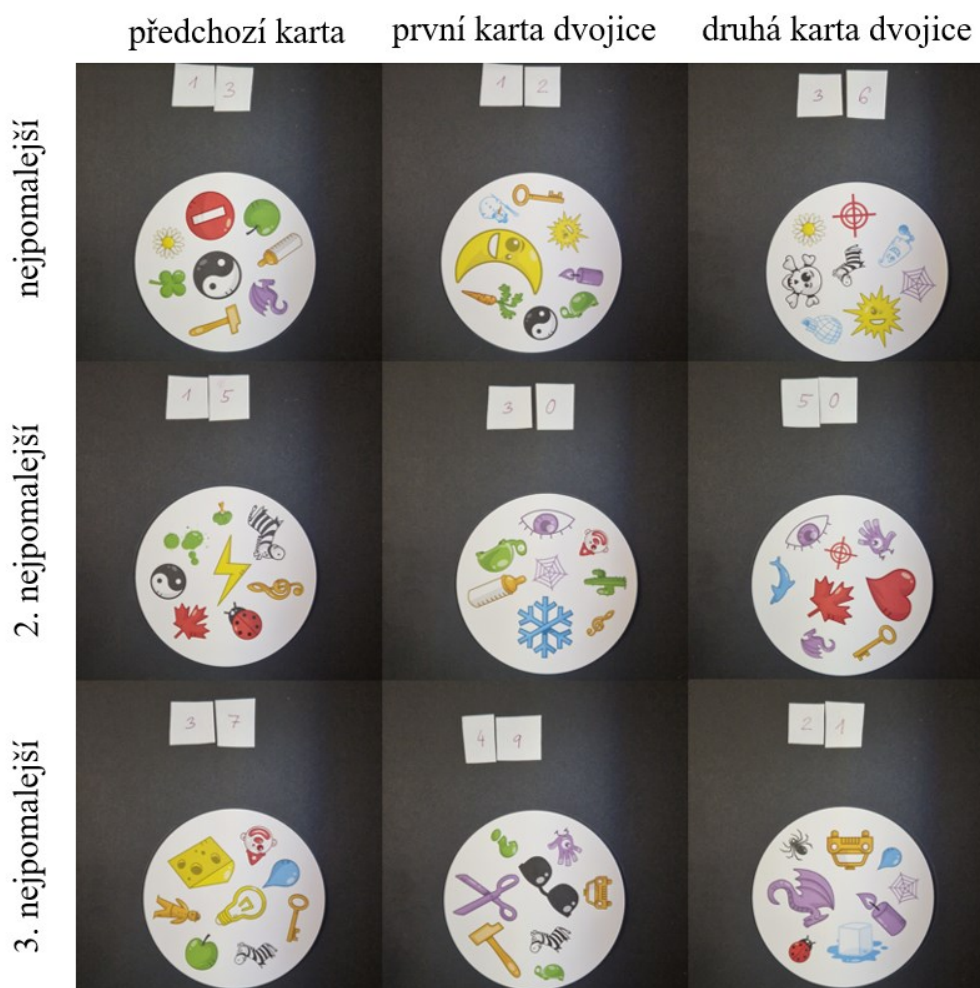 předchozí karta první karta dvojice druhá karta dvojice
nejpomalejší
1 3 1 2 3 6
2. nejpomalejší
1 5 3 0 5 0
3. nejpomalejší
3 7 4 9 2 1